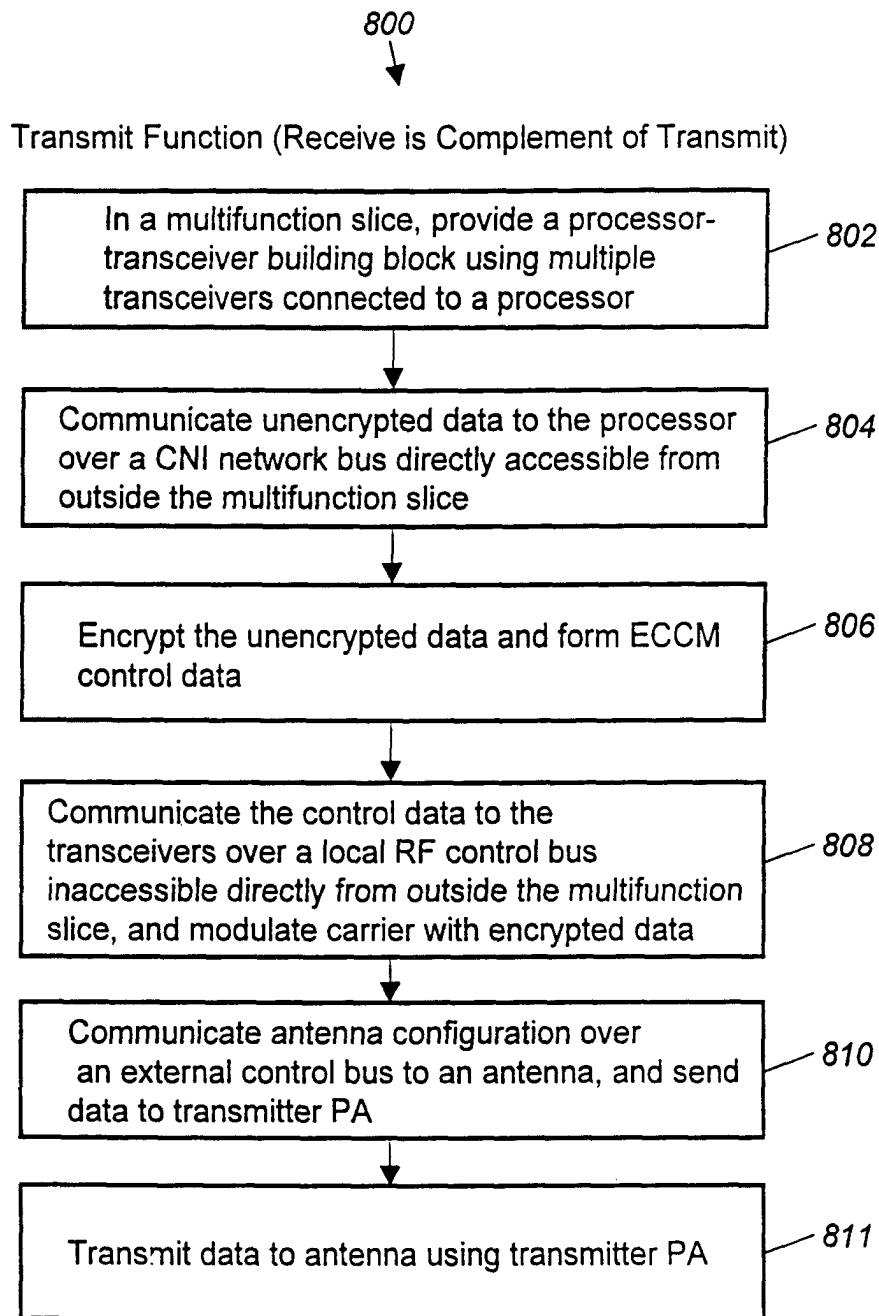 800
Transmit Function (Receive is Complement of Transmit)
In a multifunction slice, provide a processor-
transceiver building block using multiple
transceivers connected to a processor
802
Communicate unencrypted data to the processor
over a CNI network bus directly accessible from
outside the multifunction slice
804
Encrypt the unencrypted data and form ECCM
control data
806
Communicate the control data to the
transceivers over a local RF control bus
inaccessible directly from outside the multifunction
slice, and modulate carrier with encrypted data
808
Communicate antenna configuration over
an external control bus to an antenna, and send
data to transmitter PA
810
Transmit data to antenna using transmitter PA
811